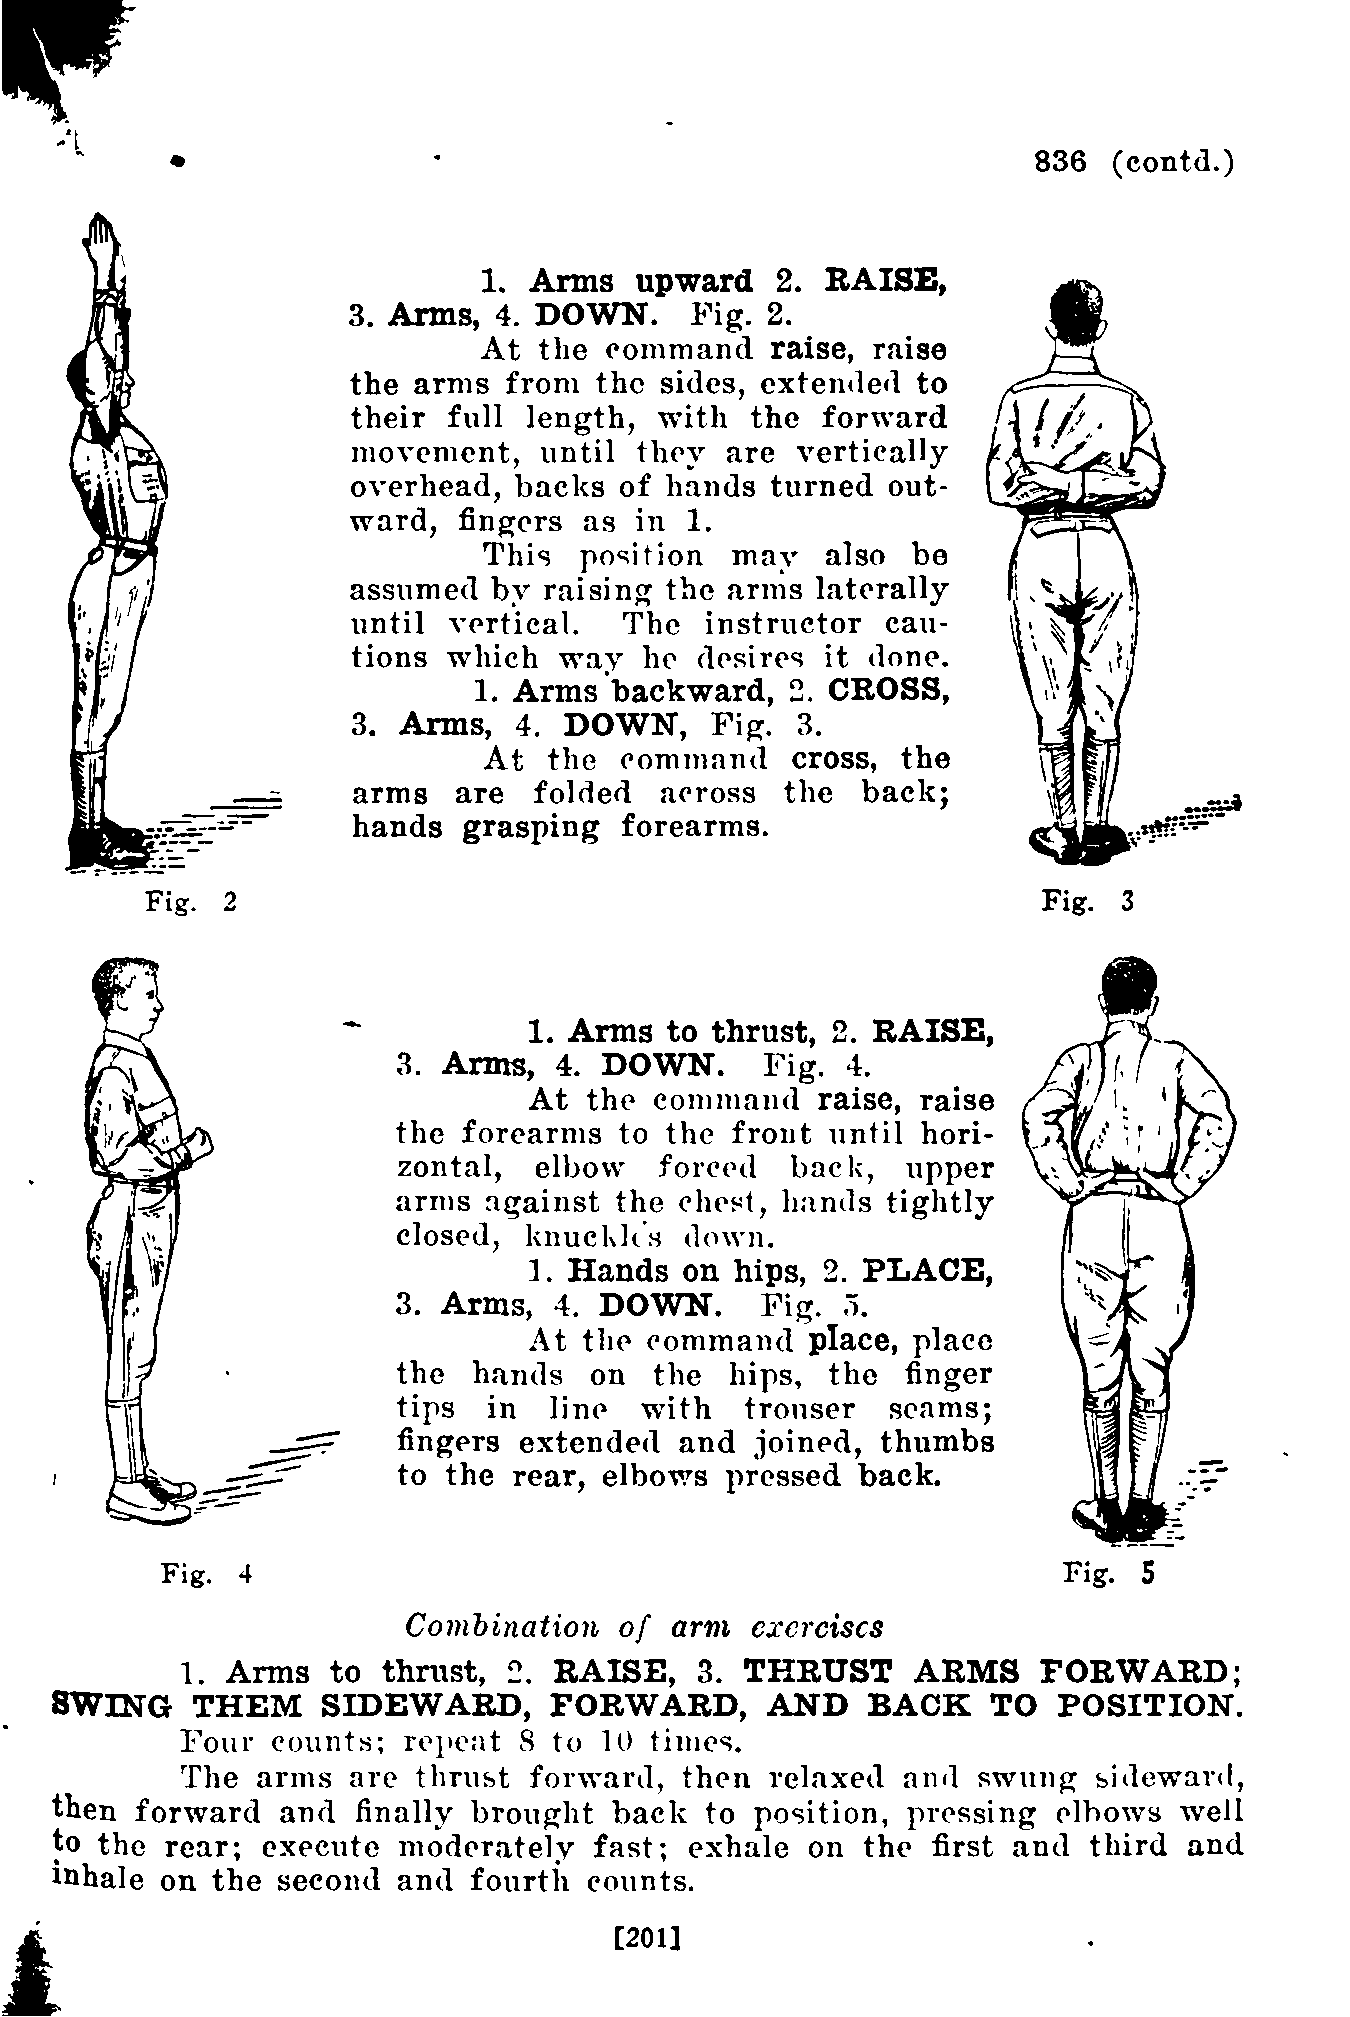 836 (contd.)
1. Arms upward 2. RAISE,
3. Arms, 4. DOWN. Fig. 2.
At the command raise, raise
the arms from the sides, extended to
their full length, with the forward
movement, until they are vertically
overhead, backs of hands turned out-
ward, fingers as in 1.
This position may also be
assumed by raising the arms laterally
until vertical. The instructor cau-
tions which way he desires it done.
1. Arms backward, 2. CROSS,
3. Arms, 4. DOWN, Fig. 3.
At the command cross, the
arms are folded across the back;
hands grasping forearms.
Fig. 2
Fig. 3
1. Arms to thrust, 2. RAISE,
3. Arms, 4. DOWN. Fig. 4.
At the command raise, raise
the forearms to the front until hori-
zontal, elbow forced back, upper
arms against the chest, hands tightly
closed, knuckles down.
1. Hands on hips, 2. PLACE,
3. Arms, 4. DOWN. Fig. 5.
At the command place, place
the hands on the hips, the finger
tips in line with trouser seams;
fingers extended and joined, thumbs
to the rear, elbows pressed back.
Fig. 4
Fig. 5
Combination of arm exercises
1. Arms to thrust, 2. RAISE, 3. THRUST ARMS FORWARD;
SWING THEM SIDEWARD, FORWARD, AND BACK TO POSITION.
Four counts; repeat 8 to 10 times.
The arms are thrust forward, then relaxed and swung sideward,
then forward and finally brought back to position, pressing elbows well
to the rear; execute moderately fast; exhale on the first and third and
inhale on the second and fourth counts.
[201]